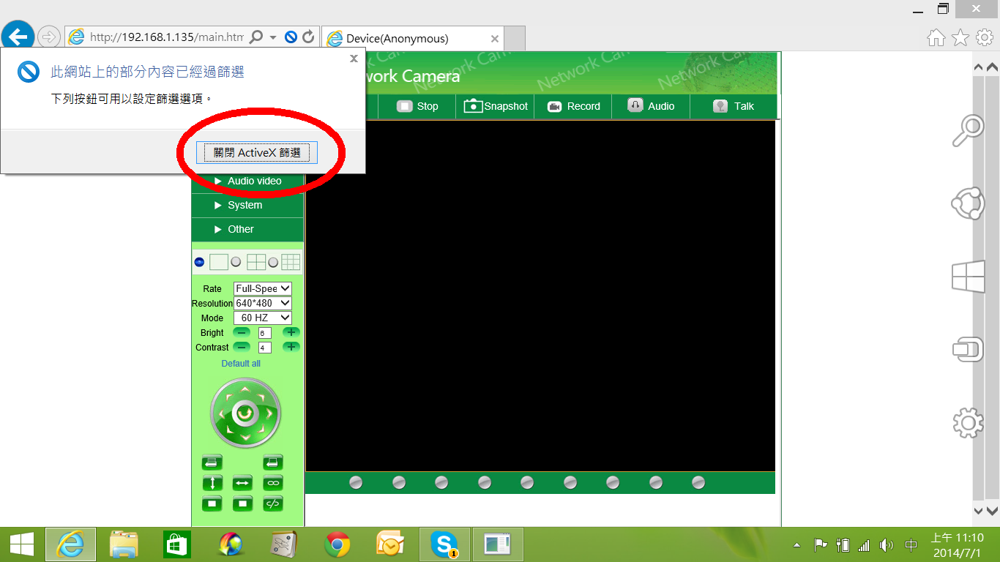 http://192.168.1.135/main.htm
Device(Anonymous)
此網站上的部分內容已經過篩選
下列按鈕可用以設定篩選選項。
關閉 ActiveX 篩選
work Camera
Network Camera
Network Camera
Network Cam
Stop
Snapshot
Record
Audio
Talk
Audio video
System
Other
Rate
Full-Spee
Resolution
640*480
Mode
60 HZ
Bright
6
Contrast
4
Default all
中
上午 11:10
2014/7/1